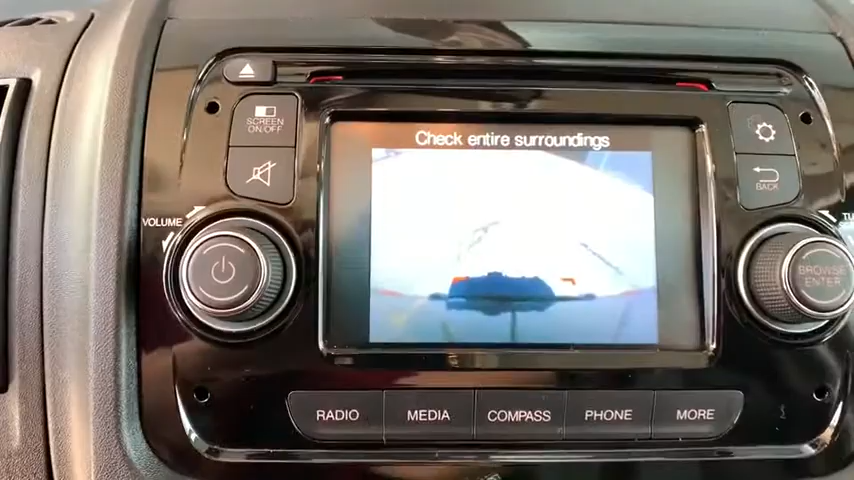 Check entire surroundings
SCREEN
ON/OFF
BACK
VOLUME
BROWSE
ENTER
RADIO
MEDIA
COMPASS
PHONE
MORE